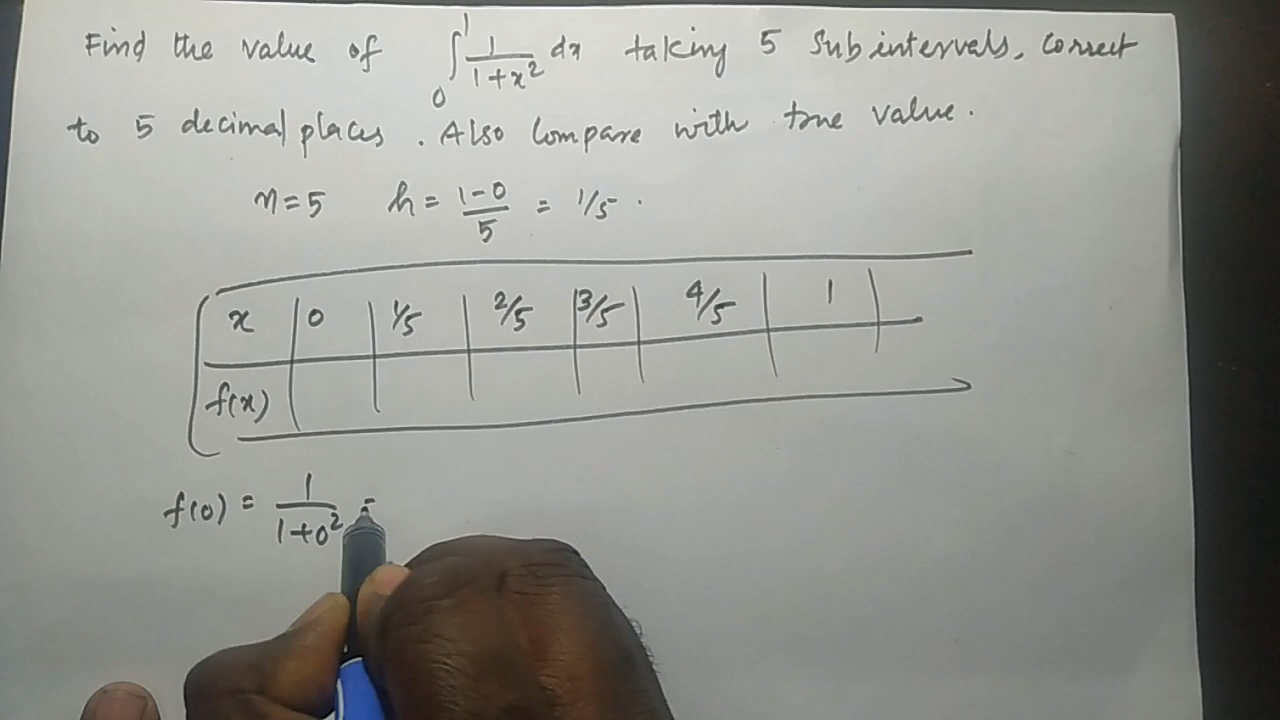 Find the value of ∫₀¹ 1/(1+x²) dx taking 5 Subintervals, Correct
to 5 decimal places. Also Compare with true value.
n=5 h = (1-0)/5 = 1/5.
x | 0 | 1/5 | 2/5 | 3/5 | 4/5 | 1 |
f(x)
f(0) = 1/(1+0²) =